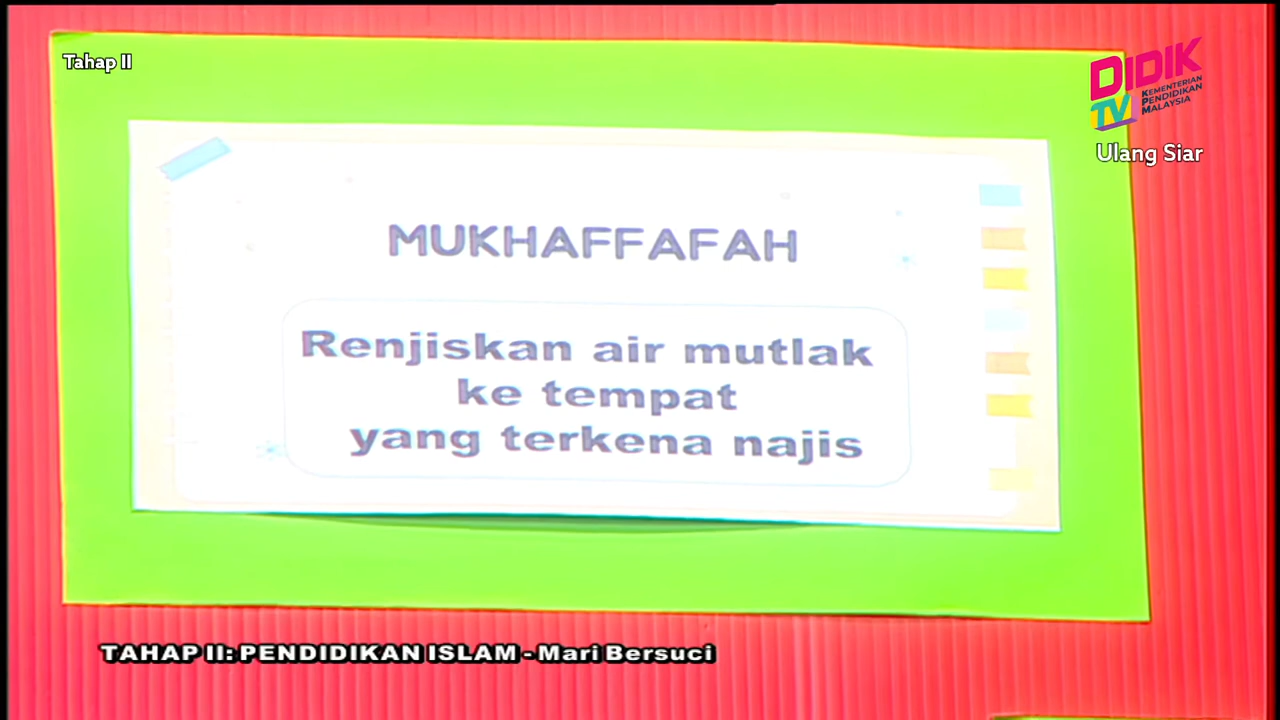 Tahap II
DIDIK
TV
KEMENTERIAN
PENDIDIKAN
MALAYSIA
Ulang Siar
MUKHAFFAFAH
Renjiskan air mutlak
ke tempat
yang terkena najis
TAHAP II: PENDIDIKAN ISLAM - Mari Bersuci